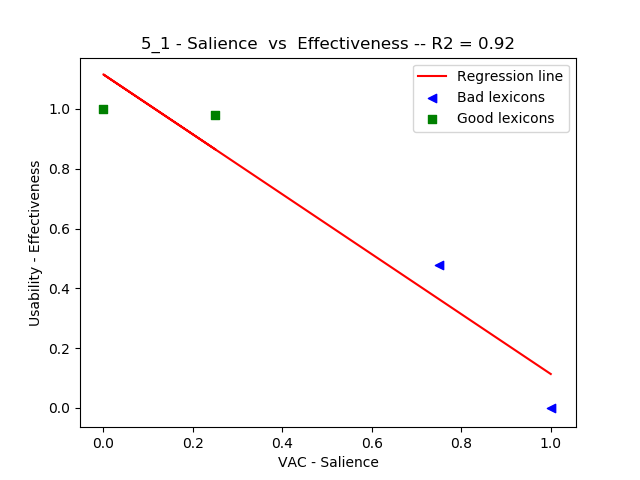 5_1 - Salience  vs  Effectiveness -- R2 = 0.92
Regression line
Bad lexicons
Good lexicons
Usability - Effectiveness
1.0
0.8
0.6
0.4
0.2
0.0
0.0 0.2 0.4 0.6 0.8 1.0
VAC - Salience